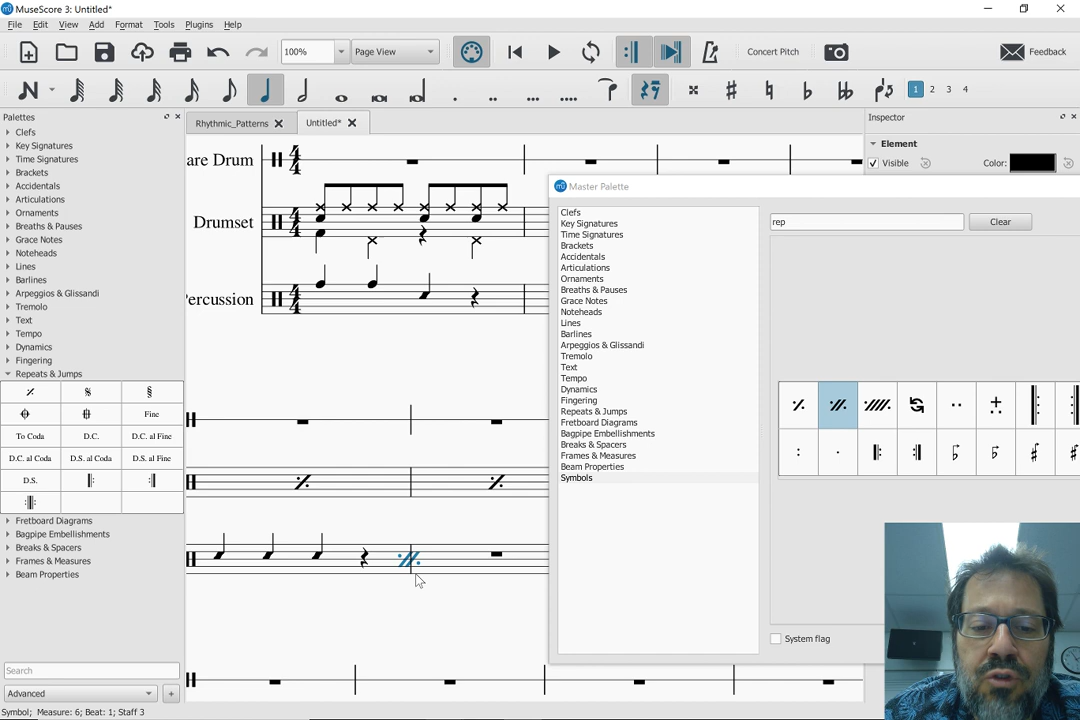 MuseScore 3: Untitled*
File Edit View Add Format Tools Plugins Help
100% Page View Concert Pitch Feedback
1 2 3 4
Palettes
Clefs
Key Signatures
Time Signatures
Brackets
Accidentals
Articulations
Ornaments
Breaths & Pauses
Grace Notes
Noteheads
Lines
Barlines
Arpeggios & Glissandi
Tremolo
Text
Tempo
Dynamics
Fingering
Repeats & Jumps
Fine
To Coda D.C. D.C. al Fine
D.C. al Coda D.S. al Coda D.S. al Fine
D.S.
Fretboard Diagrams
Bagpipe Embellishments
Breaks & Spacers
Frames & Measures
Beam Properties
Search
Advanced +
Symbol; Measure: 6; Beat: 1; Staff 3
Rhythmic_Patterns Untitled*
are Drum
Drumset
Percussion
Inspector
Element
Visible Color:
Master Palette
Clefs
Key Signatures
Time Signatures
Brackets
Accidentals
Articulations
Ornaments
Breaths & Pauses
Grace Notes
Noteheads
Lines
Barlines
Arpeggios & Glissandi
Tremolo
Text
Tempo
Dynamics
Fingering
Repeats & Jumps
Fretboard Diagrams
Bagpipe Embellishments
Breaks & Spacers
Frames & Measures
Beam Properties
Symbols
rep Clear
System flag